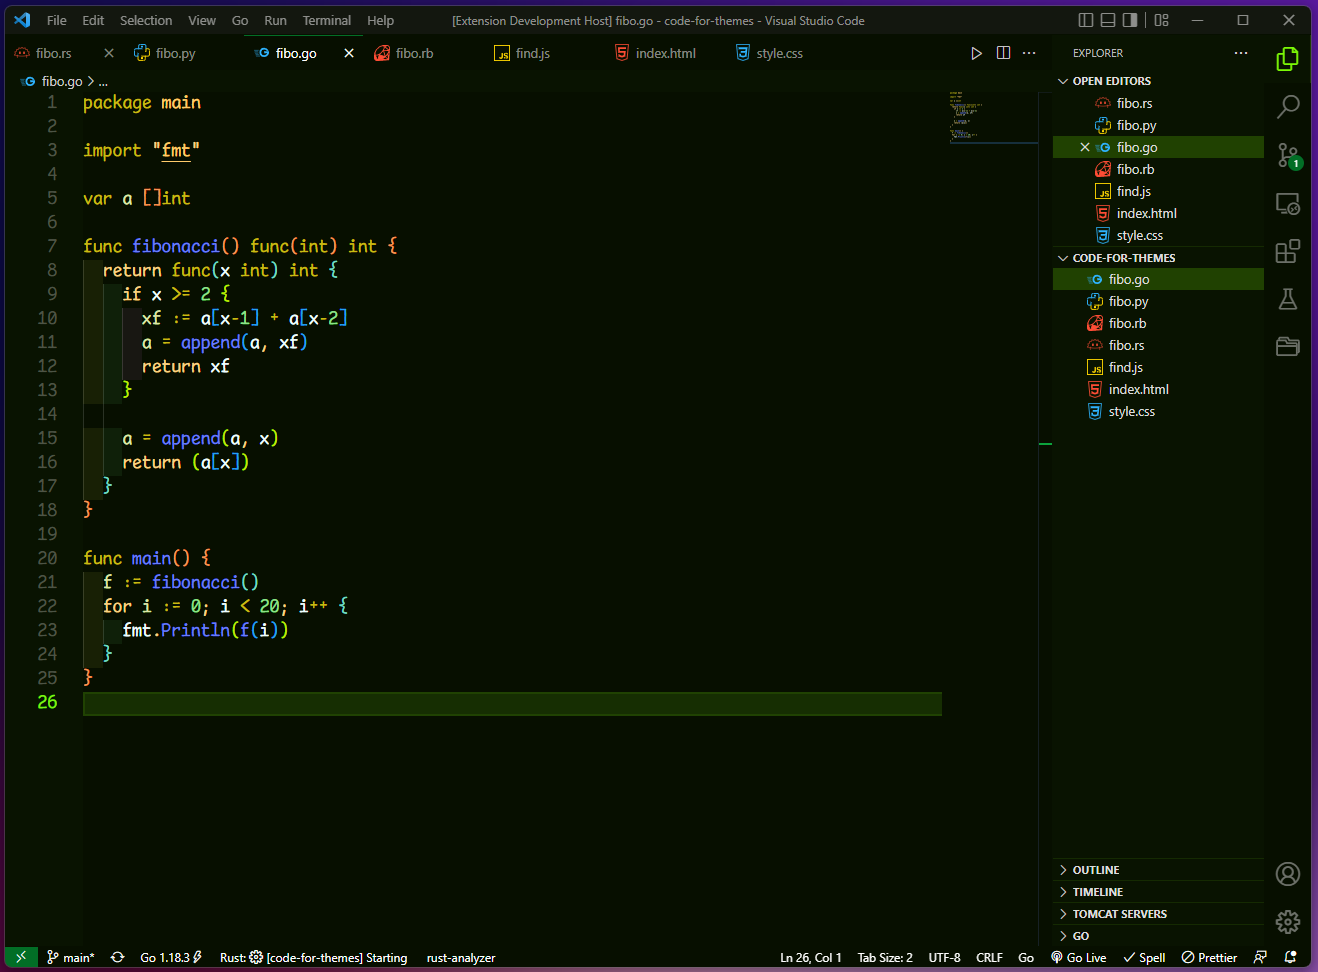 File Edit Selection View Go Run Terminal Help [Extension Development Host] fibo.go - code-for-themes - Visual Studio Code
fibo.rs fibo.py fibo.go fibo.rb find.js index.html style.css
fibo.go > ...
1 package main
2
3 import "fmt"
4
5 var a []int
6
7 func fibonacci() func(int) int {
8 return func(x int) int {
9 if x >= 2 {
10 xf := a[x-1] + a[x-2]
11 a = append(a, xf)
12 return xf
13 }
14
15 a = append(a, x)
16 return (a[x])
17 }
18 }
19
20 func main() {
21 f := fibonacci()
22 for i := 0; i < 20; i++ {
23 fmt.Println(f(i))
24 }
25 }
26
EXPLORER
OPEN EDITORS
fibo.rs
fibo.py
fibo.go
fibo.rb
find.js
index.html
style.css
CODE-FOR-THEMES
fibo.go
fibo.py
fibo.rb
fibo.rs
find.js
index.html
style.css
OUTLINE
TIMELINE
TOMCAT SERVERS
GO
1
main* Go 1.18.3 Rust: [code-for-themes] Starting rust-analyzer Ln 26, Col 1 Tab Size: 2 UTF-8 CRLF Go Go Live Spell Prettier